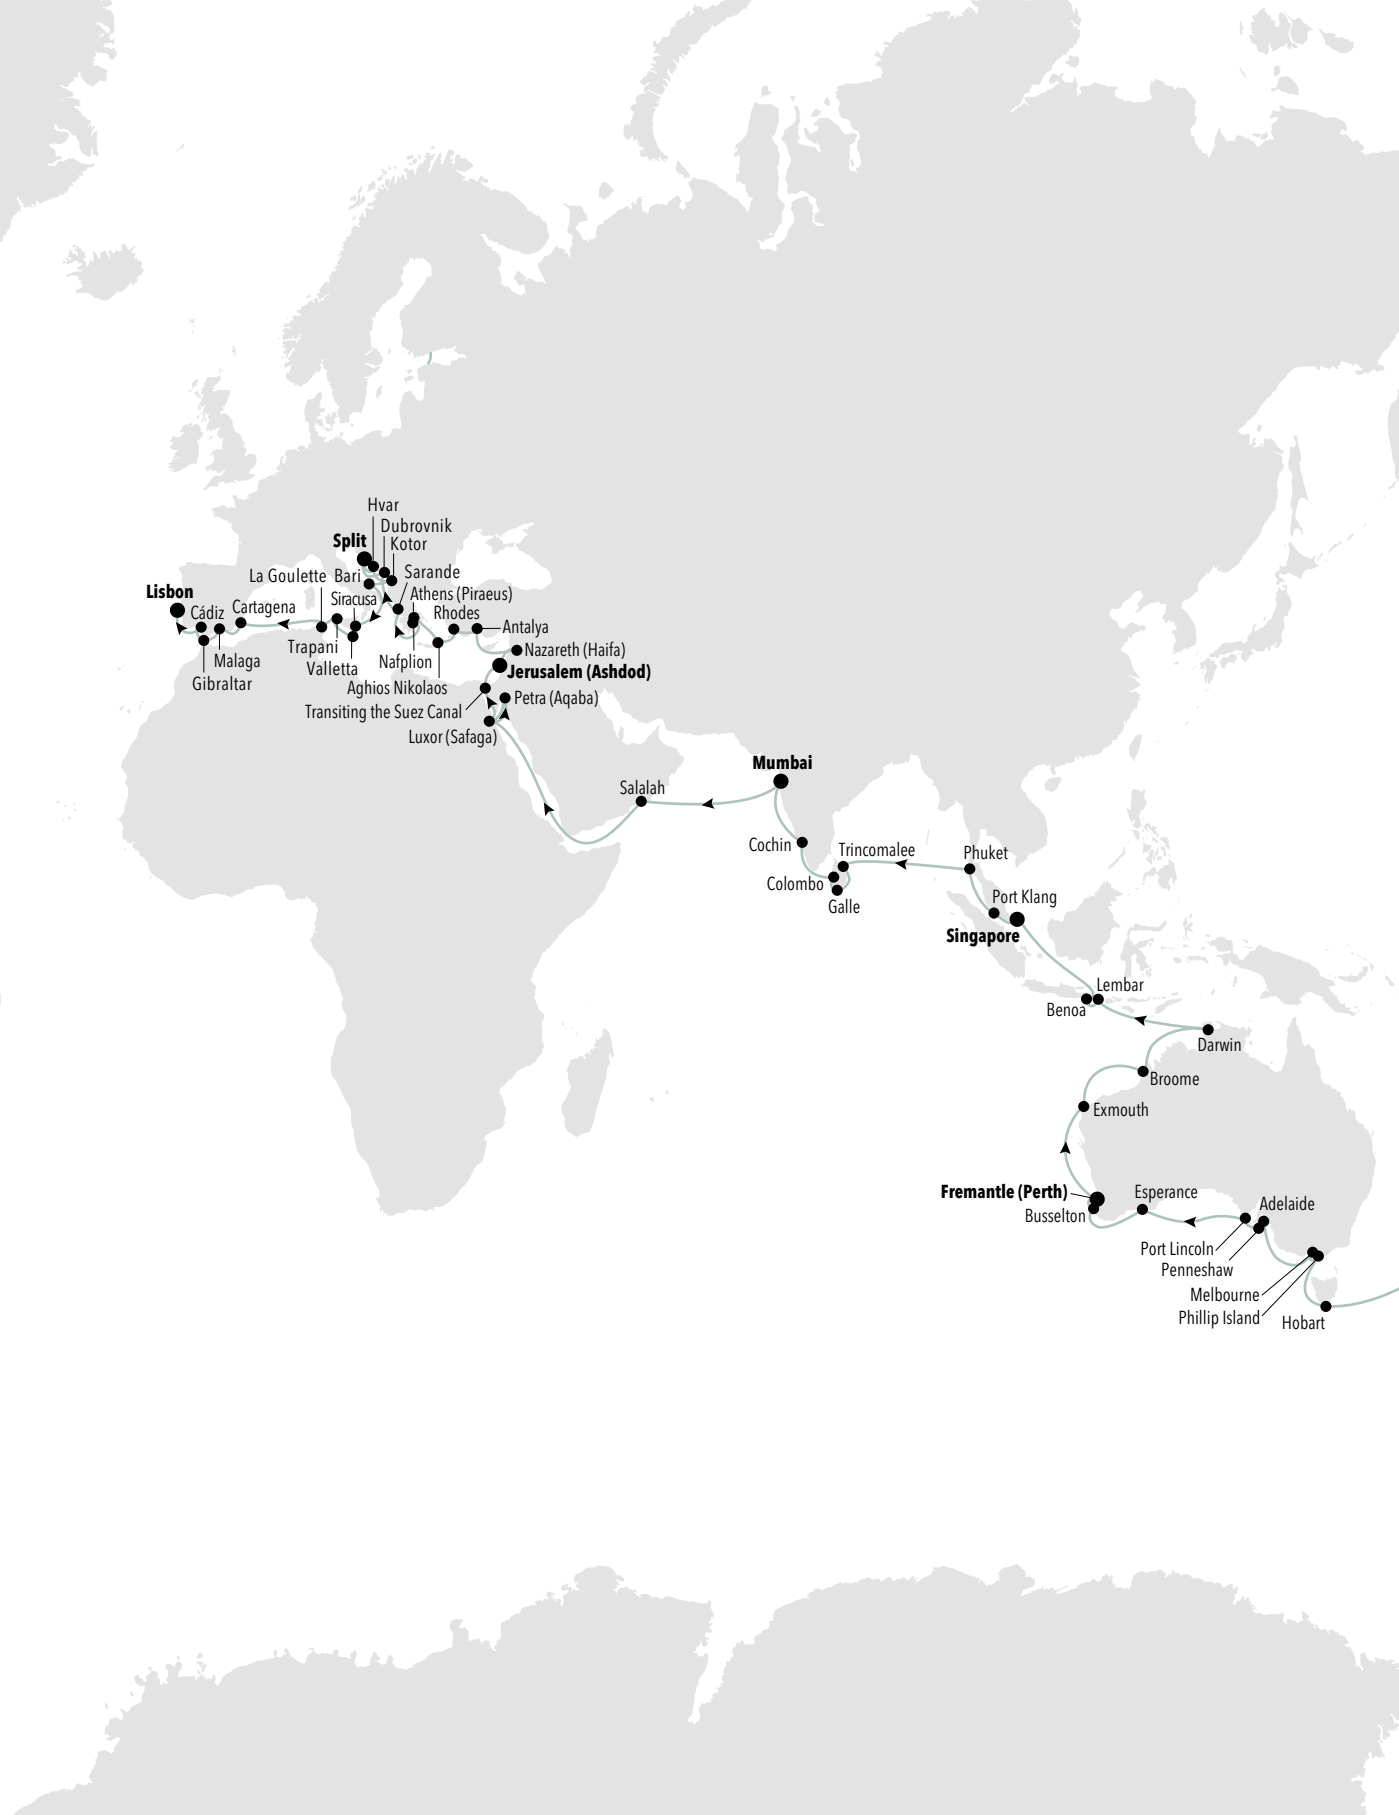 Hvar
Dubrovnik
Split
Kotor
Sarande
La Goulette
Bari
Lisbon
Athens (Piraeus)
Siracusa
Cádiz
Cartagena
Rhodes
Antalya
Trapani
Nazareth (Haifa)
Malaga
Valletta
Nafplion
Jerusalem (Ashdod)
Gibraltar
Aghios Nikolaos
Petra (Aqaba)
Transiting the Suez Canal
Luxor (Safaga)
Mumbai
Salalah
Cochin
Trincomalee
Phuket
Colombo
Port Klang
Galle
Singapore
Lembar
Benoa
Darwin
Broome
Exmouth
Fremantle (Perth)
Esperance
Adelaide
Busselton
Port Lincoln
Penneshaw
Melbourne
Phillip Island
Hobart